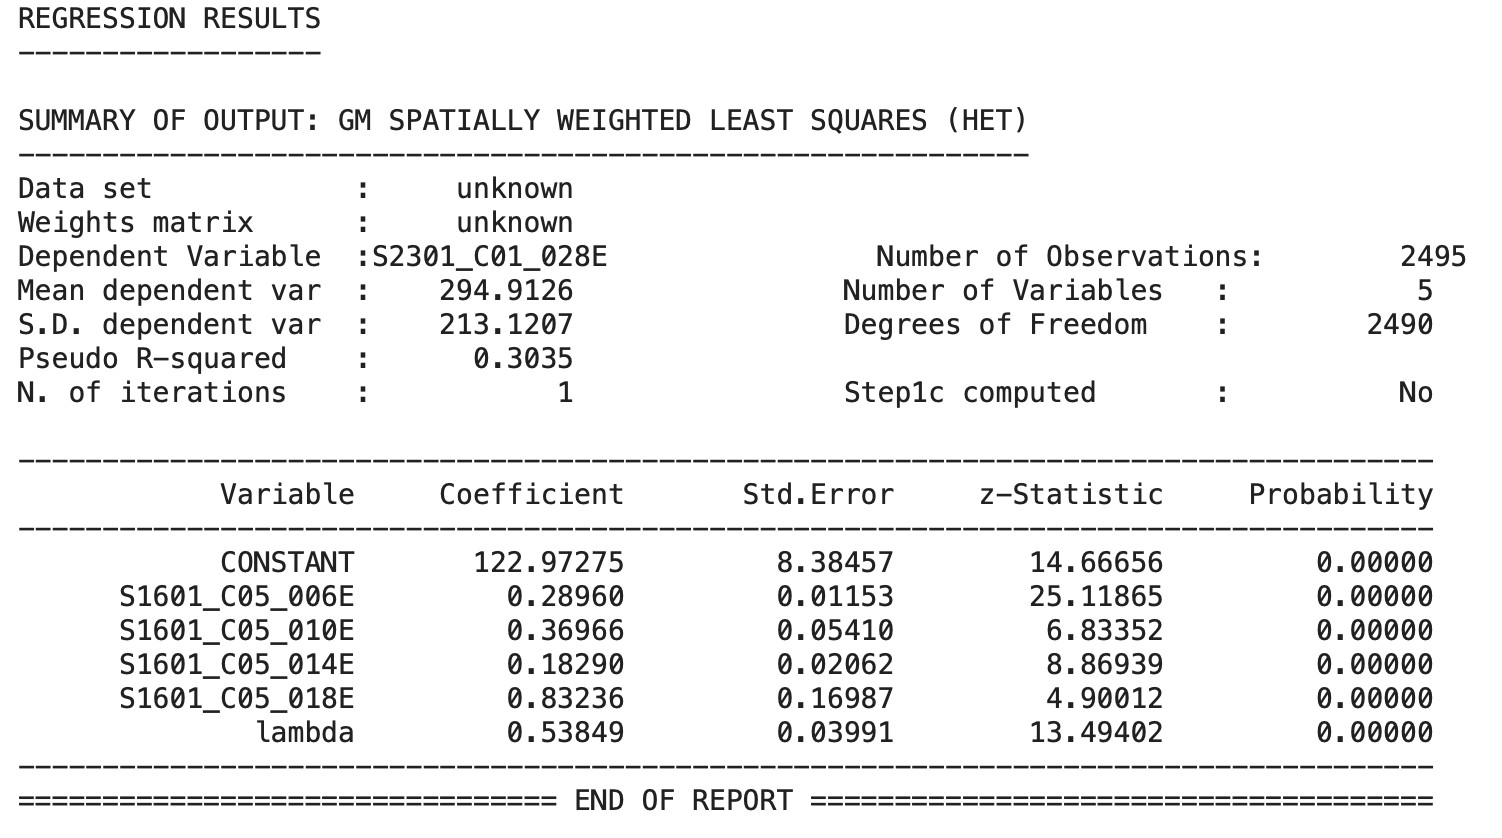 REGRESSION RESULTS
------------------
SUMMARY OF OUTPUT: GM SPATIALLY WEIGHTED LEAST SQUARES (HET)
------------------------------------------------------------
Data set            :     unknown
Weights matrix      :     unknown
Dependent Variable  :S2301_C01_028E                Number of Observations:        2495
Mean dependent var  :    294.9126                Number of Variables   :           5
S.D. dependent var  :    213.1207                Degrees of Freedom    :        2490
Pseudo R-squared    :      0.3035
N. of iterations    :           1                Step1c computed       :          No
------------------------------------------------------------------------------------
            Variable     Coefficient       Std.Error     z-Statistic     Probability
------------------------------------------------------------------------------------
            CONSTANT       122.97275         8.38457        14.66656         0.00000
      S1601_C05_006E         0.28960         0.01153        25.11865         0.00000
      S1601_C05_010E         0.36966         0.05410         6.83352         0.00000
      S1601_C05_014E         0.18290         0.02062         8.86939         0.00000
      S1601_C05_018E         0.83236         0.16987         4.90012         0.00000
              lambda         0.53849         0.03991        13.49402         0.00000
------------------------------------------------------------------------------------
================================ END OF REPORT =====================================